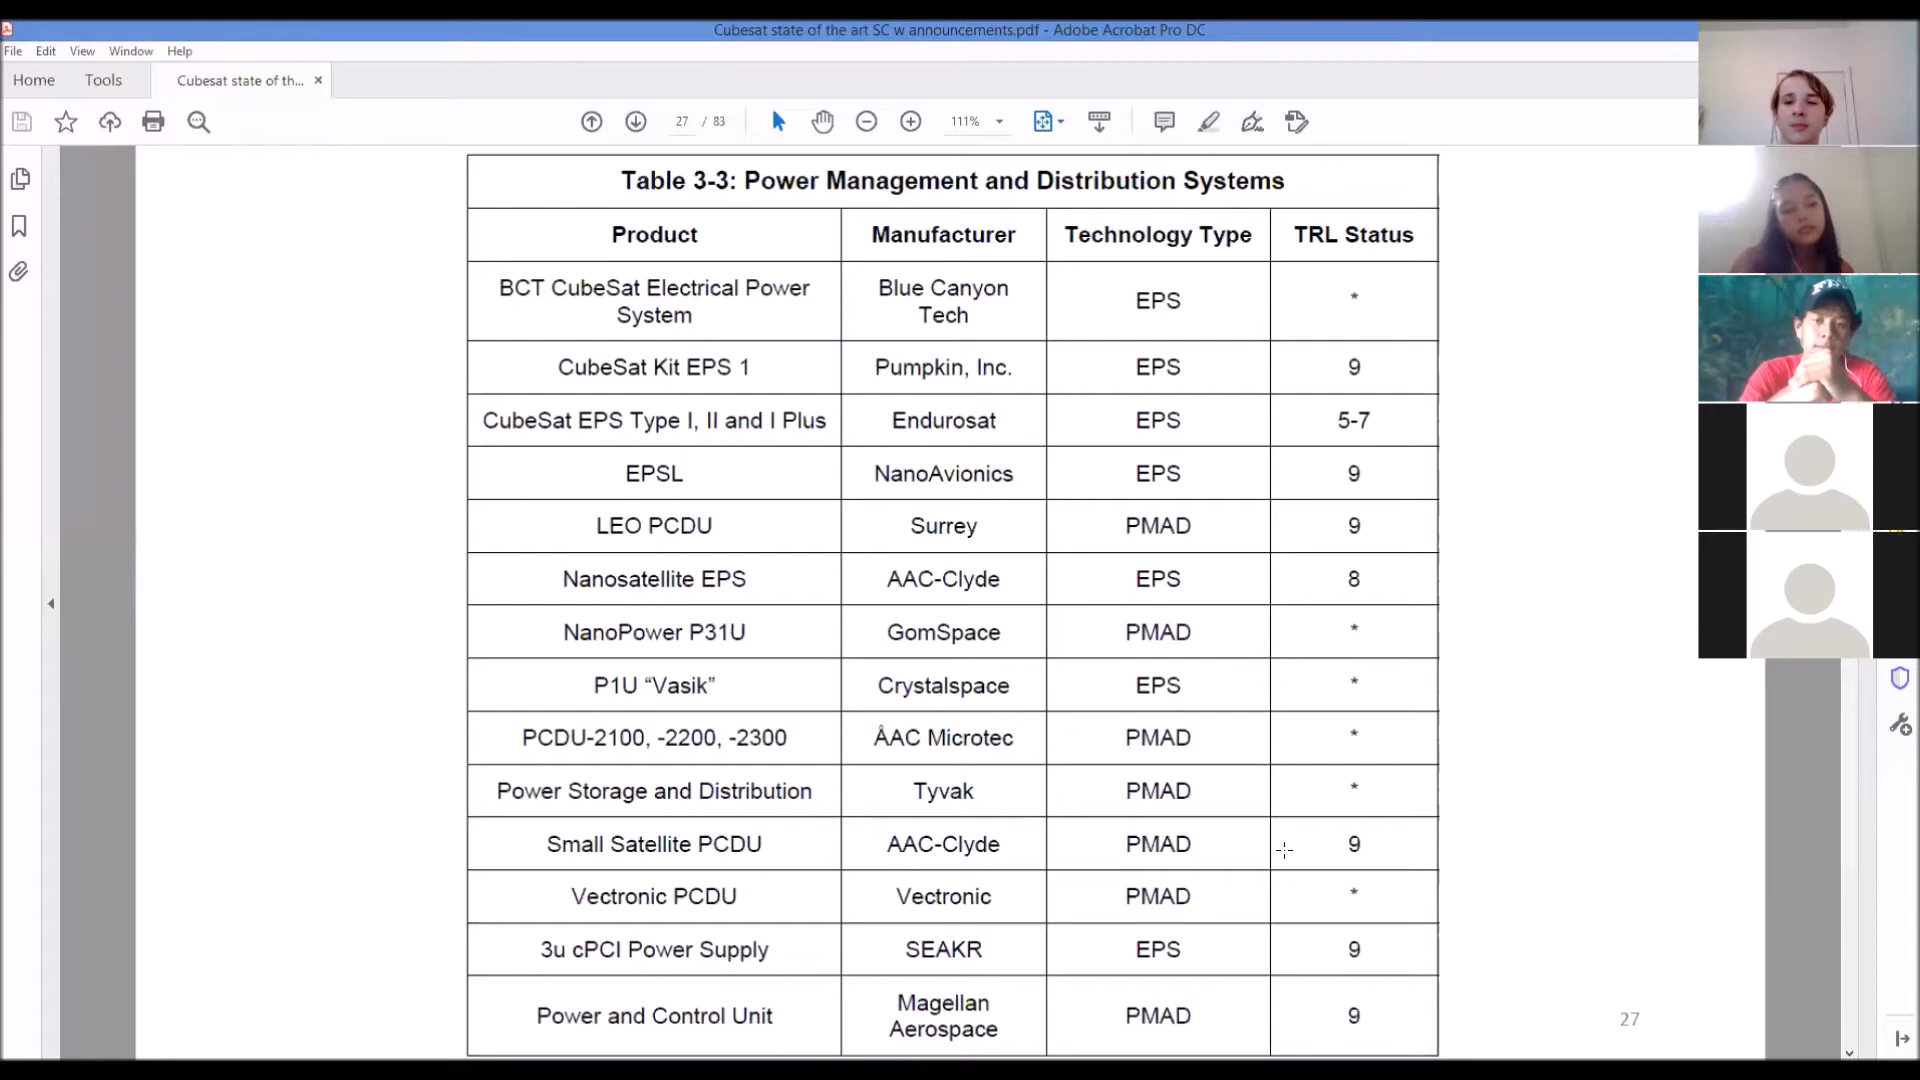 Cubesat state of the art SC w announcements.pdf - Adobe Acrobat Pro DC
File Edit View Window Help
Home Tools Cubesat state of th... ×
27 / 83 111%
Table 3-3: Power Management and Distribution Systems
Product Manufacturer Technology Type TRL Status
BCT CubeSat Electrical Power System Blue Canyon Tech EPS *
CubeSat Kit EPS 1 Pumpkin, Inc. EPS 9
CubeSat EPS Type I, II and I Plus Endurosat EPS 5-7
EPSL NanoAvionics EPS 9
LEO PCDU Surrey PMAD 9
Nanosatellite EPS AAC-Clyde EPS 8
NanoPower P31U GomSpace PMAD *
P1U “Vasik” Crystalspace EPS *
PCDU-2100, -2200, -2300 ÅAC Microtec PMAD *
Power Storage and Distribution Tyvak PMAD *
Small Satellite PCDU AAC-Clyde PMAD 9
Vectronic PCDU Vectronic PMAD *
3u cPCI Power Supply SEAKR EPS 9
Power and Control Unit Magellan Aerospace PMAD 9
27